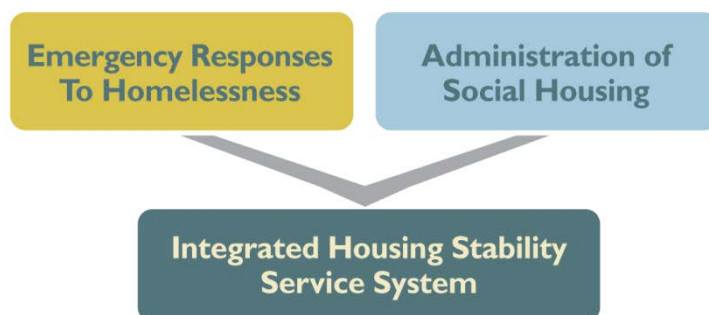 Emergency Responses
To Homelessness
Administration of
Social Housing
Integrated Housing Stability
Service System